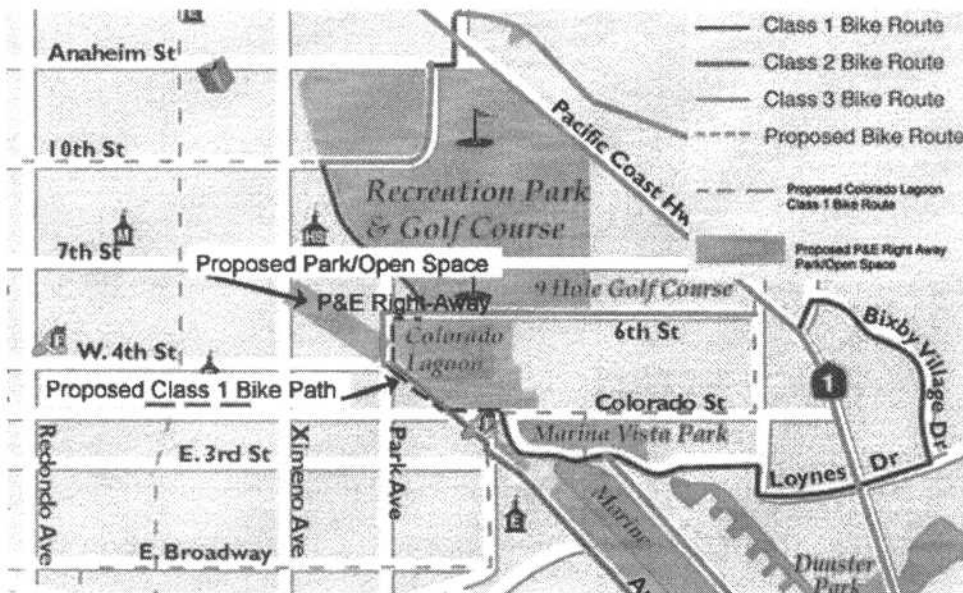 Anaheim St
10th St
7th St
W. 4th St
E. 3rd St
E. Broadway
Redondo Ave
Ximeno Ave
Park Ave
M
HS
E
Recreation Park
& Golf Course
Pacific Coast Hw
Class 1 Bike Route
Class 2 Bike Route
Class 3 Bike Route
Proposed Bike Route
Proposed Colorado Lagoon
Class 1 Bike Route
Proposed P&E Right Away
Park/Open Space
Proposed Park/Open Space
P&E Right-Away
9 Hole Golf Course
6th St
Colorado
Lagoon
Proposed Class 1 Bike Path
Colorado St
Marina Vista Park
Marine
1
Bixby Village Dr
Loynes Dr
Park